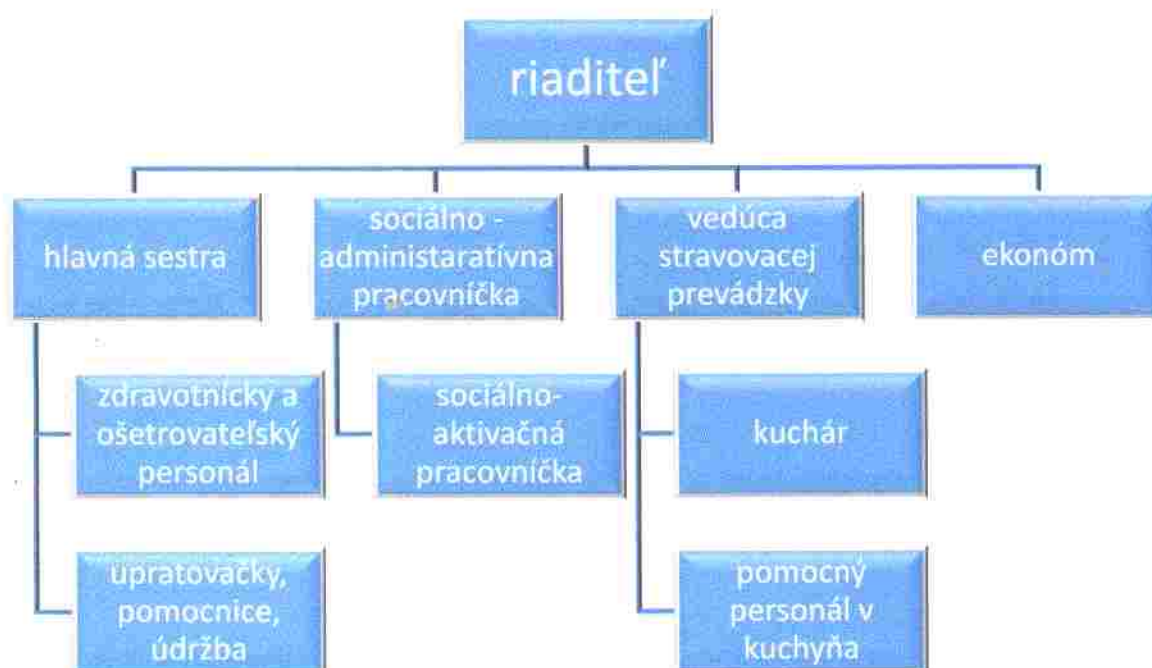 riaditeľ
hlavná sestra
sociálno -
administaratívna
pracovníčka
vedúca
stravovacej
prevádzky
ekonóm
zdravotnícky a
ošetrovateľský
personál
sociálno-
aktivačná
pracovníčka
kuchár
upratovačky,
pomocnice,
údržba
pomocný
personál v
kuchyňa